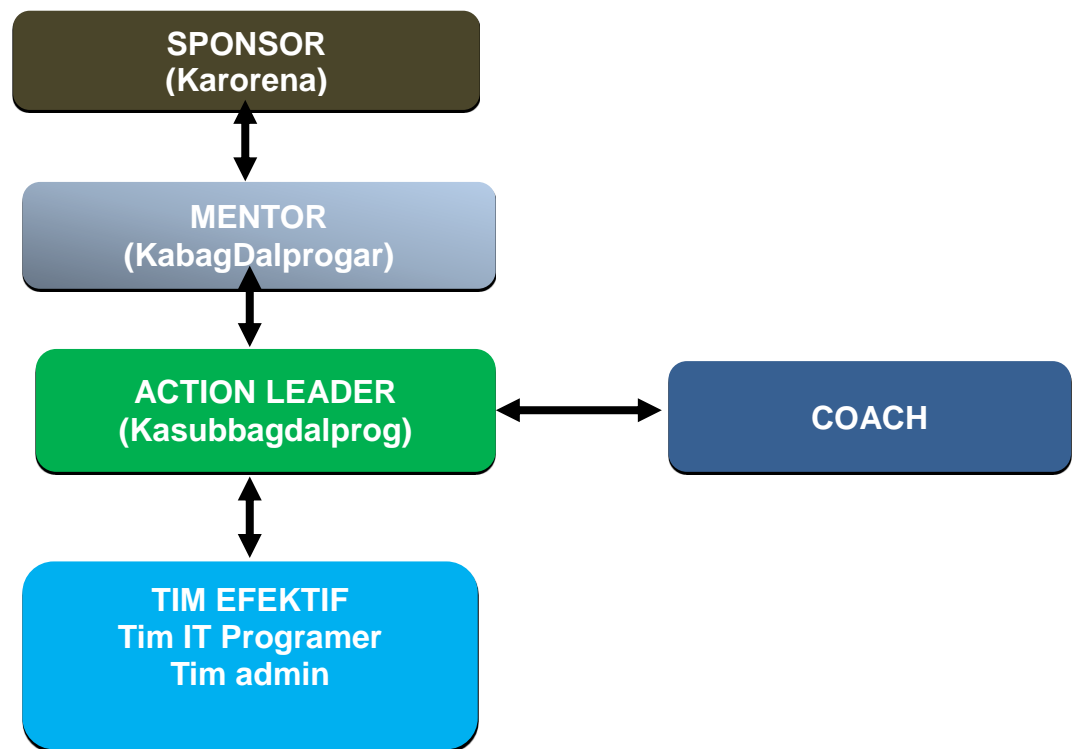 SPONSOR
(Karorena)
MENTOR
(KabagDalprogar)
ACTION LEADER
(Kasubbagdalprog)
COACH
TIM EFEKTIF
Tim IT Programer
Tim admin